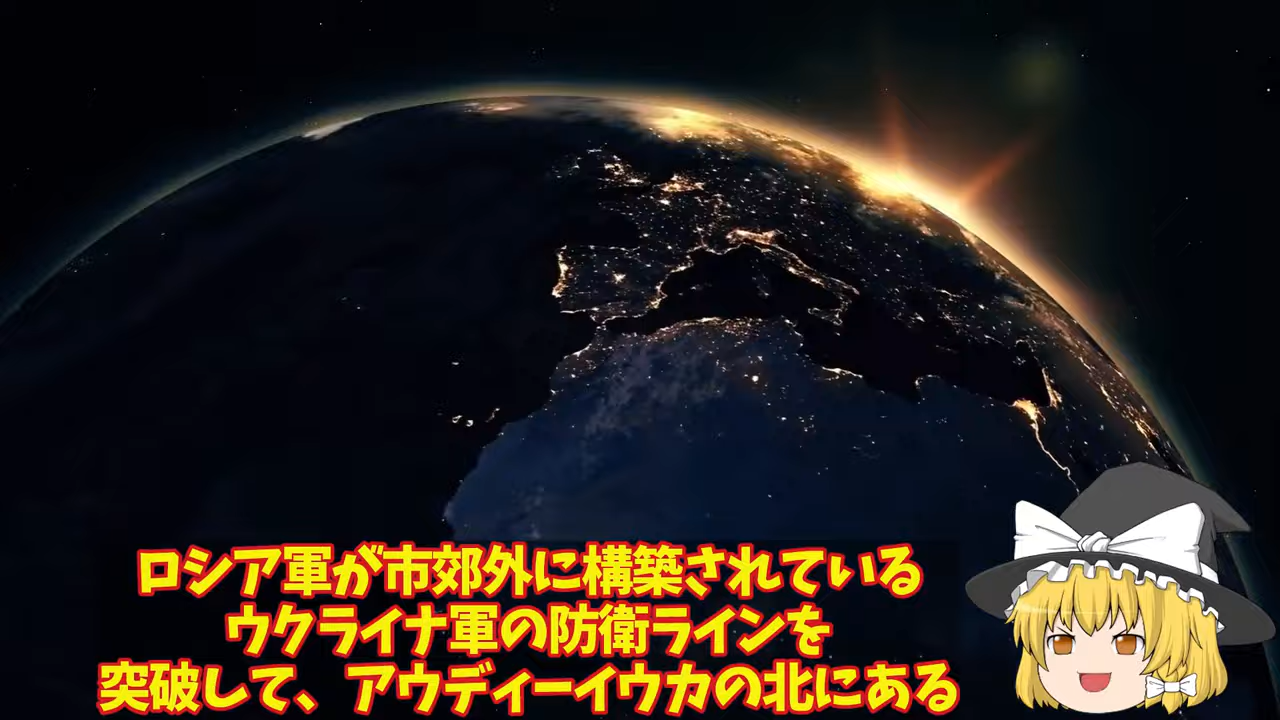 ロシア軍が市郊外に構築されている
ウクライナ軍の防衛ラインを
突破して、アウディーイウカの北にある